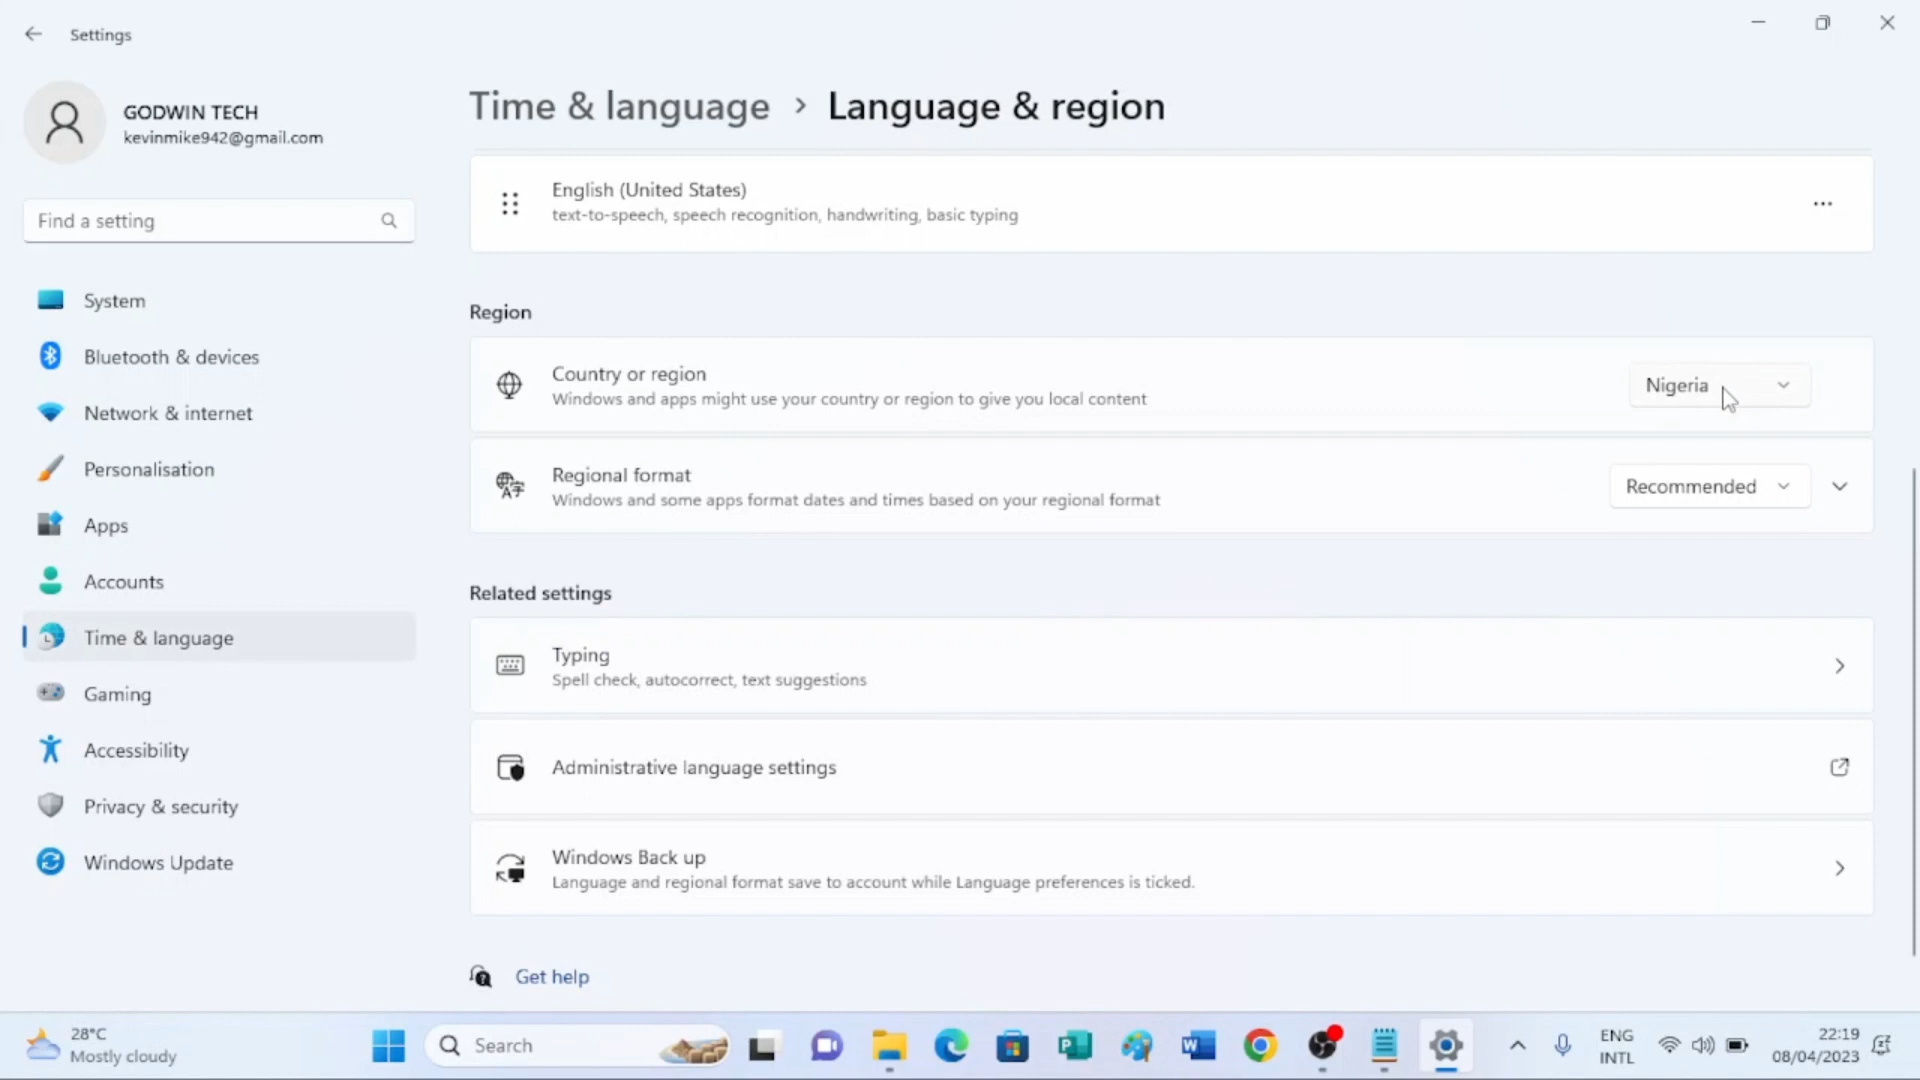 Settings
GODWIN TECH
kevinmike942@gmail.com
Find a setting
System
Bluetooth & devices
Network & internet
Personalisation
Apps
Accounts
Time & language
Gaming
Accessibility
Privacy & security
Windows Update
Time & language > Language & region
English (United States)
text-to-speech, speech recognition, handwriting, basic typing
Region
Country or region
Windows and apps might use your country or region to give you local content
Nigeria
Regional format
Windows and some apps format dates and times based on your regional format
Recommended
Related settings
Typing
Spell check, autocorrect, text suggestions
Administrative language settings
Windows Back up
Language and regional format save to account while Language preferences is ticked.
Get help
28°C
Mostly cloudy
Search
ENG
INTL
22:19
08/04/2023